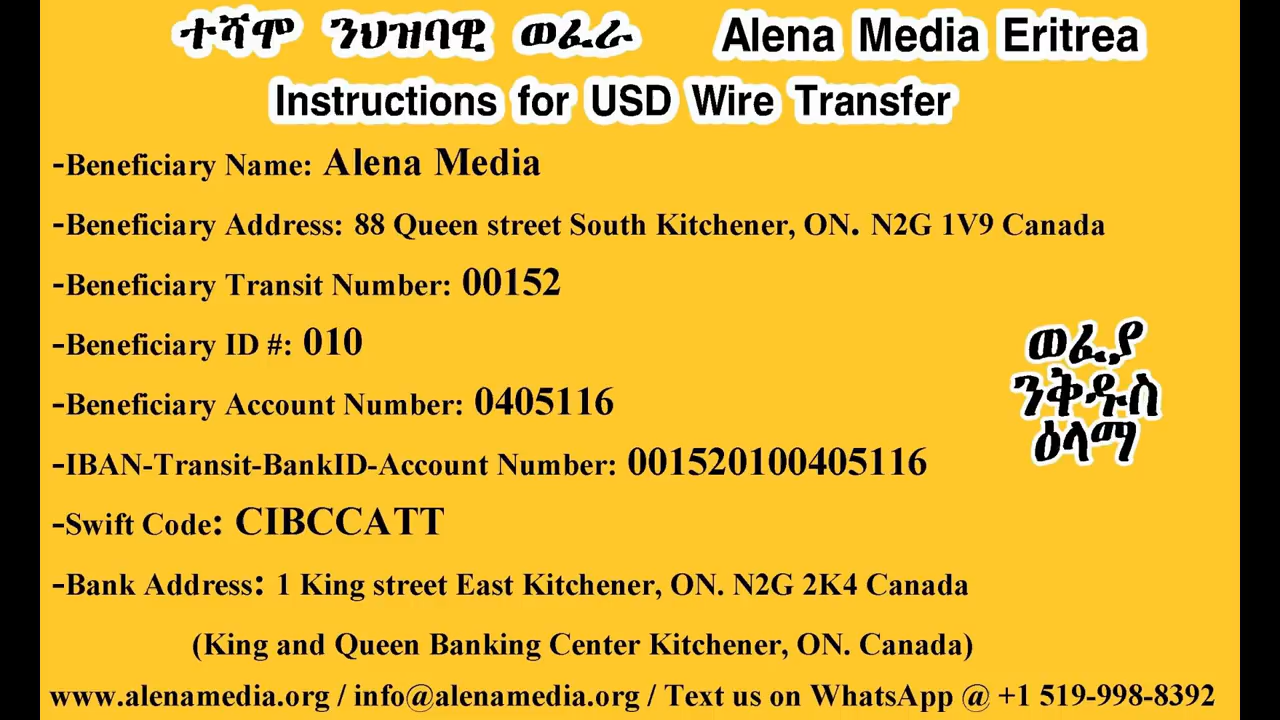 ተሻሞ ንህዝባዊ ወፈራ Alena Media Eritrea
Instructions for USD Wire Transfer
-Beneficiary Name: Alena Media
-Beneficiary Address: 88 Queen street South Kitchener, ON. N2G 1V9 Canada
-Beneficiary Transit Number: 00152
-Beneficiary ID #: 010
-Beneficiary Account Number: 0405116
-IBAN-Transit-BankID-Account Number: 001520100405116
-Swift Code: CIBCCATT
-Bank Address: 1 King street East Kitchener, ON. N2G 2K4 Canada
(King and Queen Banking Center Kitchener, ON. Canada)
ወፈያ
ንቅዱስ
ዕላማ
www.alenamedia.org / info@alenamedia.org / Text us on WhatsApp @ +1 519-998-8392